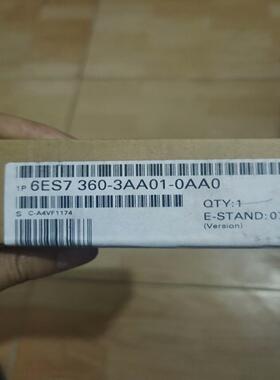 1P 6ES7 360-3AA01-0AA0
QTY:1
S C-A4VF1174
E-STAND:0
(Version)